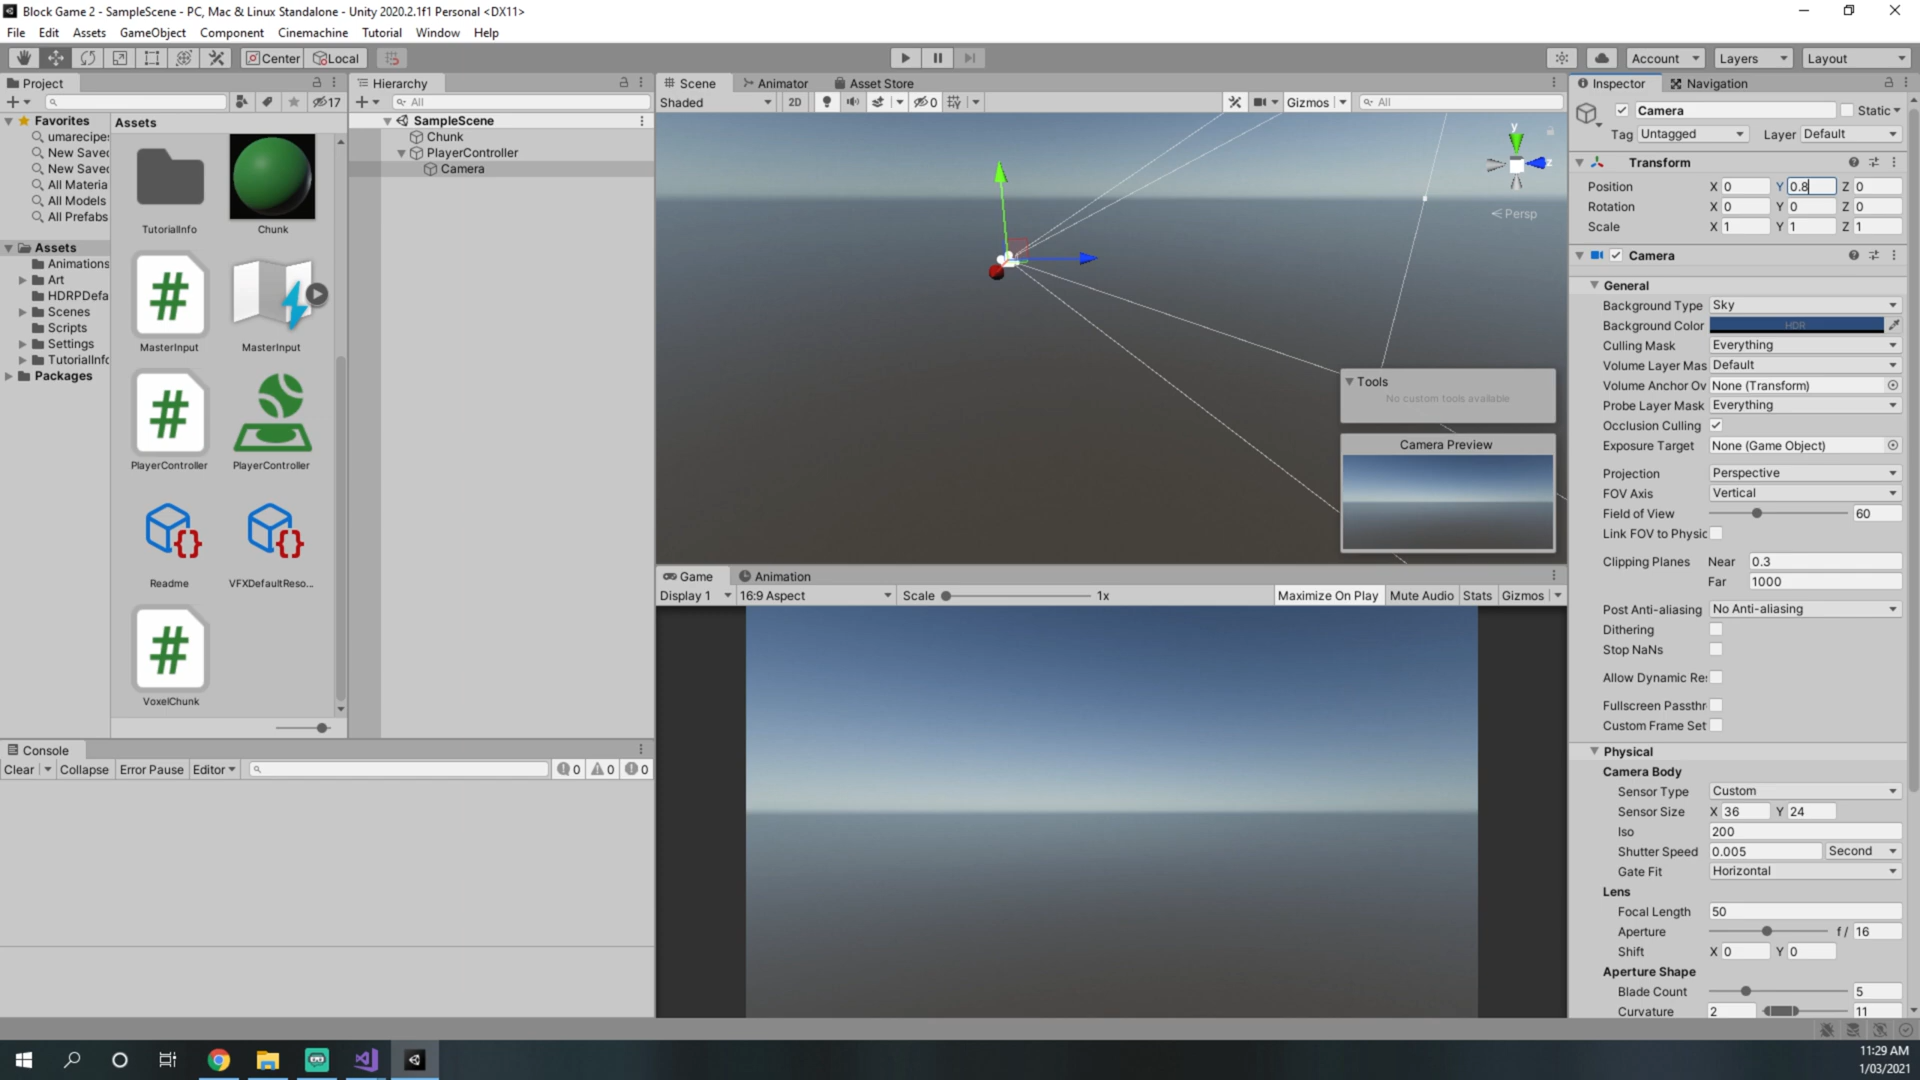 Block Game 2 - SampleScene - PC, Mac & Linux Standalone - Unity 2020.2.1f1 Personal <DX11>
File Edit Assets GameObject Component Cinemachine Tutorial Window Help
Center Local
Account Layers Layout
Project
17
Favorites
umarecipe
New Saved
New Saved
All Materia
All Models
All Prefabs
Assets
Animations
Art
HDRPDefa
Scenes
Scripts
Settings
TutorialInfo
Packages
Assets
TutorialInfo
Chunk
MasterInput
MasterInput
PlayerController
PlayerController
Readme
VFXDefaultReso...
VoxelChunk
Hierarchy
All
SampleScene
Chunk
PlayerController
Camera
Scene Animator Asset Store
Shaded 2D 0 Gizmos All
y
z
Persp
Tools
No custom tools available
Camera Preview
Game Animation
Display 1 16:9 Aspect Scale 1x Maximize On Play Mute Audio Stats Gizmos
Console
Clear Collapse Error Pause Editor 0 0 0
Inspector Navigation
Camera Static
Tag Untagged Layer Default
Transform
Position X 0 Y 0.8 Z 0
Rotation X 0 Y 0 Z 0
Scale X 1 Y 1 Z 1
Camera
General
Background Type Sky
Background Color HDR
Culling Mask Everything
Volume Layer Mas Default
Volume Anchor Ov None (Transform)
Probe Layer Mask Everything
Occlusion Culling
Exposure Target None (Game Object)
Projection Perspective
FOV Axis Vertical
Field of View 60
Link FOV to Physic
Clipping Planes Near 0.3
Far 1000
Post Anti-aliasing No Anti-aliasing
Dithering
Stop NaNs
Allow Dynamic Re
Fullscreen Passthr
Custom Frame Set
Physical
Camera Body
Sensor Type Custom
Sensor Size X 36 Y 24
Iso 200
Shutter Speed 0.005 Second
Gate Fit Horizontal
Lens
Focal Length 50
Aperture f / 16
Shift X 0 Y 0
Aperture Shape
Blade Count 5
Curvature 2 11
11:29 AM
1/03/2021